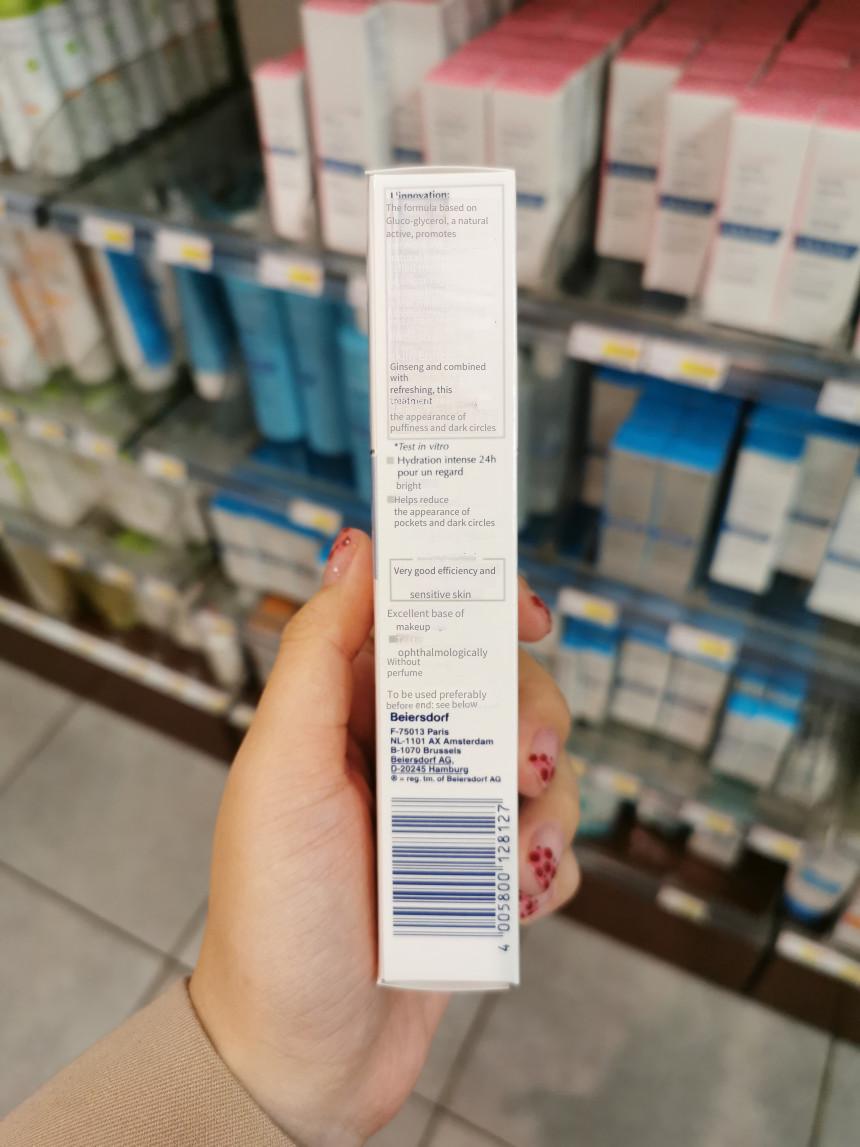 L'innovation:
The formula based on
Gluco-glycerol, a natural
active, promotes
Ginseng and combined
with
refreshing, this
treatment
the appearance of
puffiness and dark circles
*Test in vitro
Hydration intense 24h
pour un regard
bright
Helps reduce
the appearance of
pockets and dark circles
Very good efficiency and
sensitive skin
Excellent base of
makeup
ophthalmologically
Without
perfume
To be used preferably
before end: see below
Beiersdorf
F-75013 Paris
NL-1101 AX Amsterdam
B-1070 Brussels
Beiersdorf AG,
D-20245 Hamburg
® = reg. tm. of Beiersdorf AG
4 005800 128127